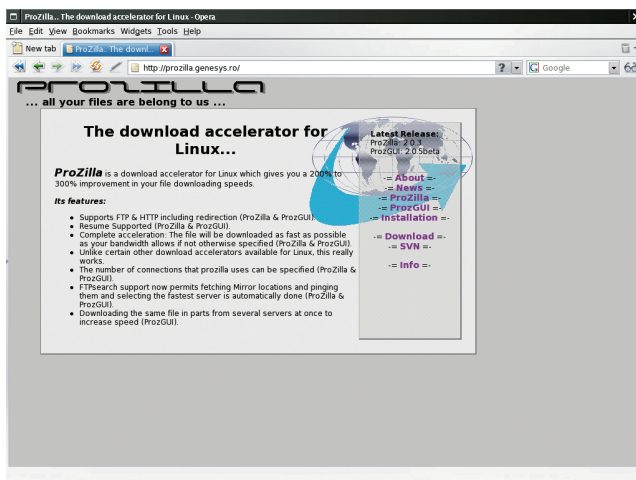 ProZilla... The download accelerator for Linux - Opera
File Edit View Bookmarks Widgets Tools Help
New tab ProZilla.. The downl...
http://prozilla.genesys.ro/ ? Google
PROZILLA
... all your files are belong to us ...
The download accelerator for
Linux...
ProZilla is a download accelerator for Linux which gives you a 200% to
300% improvement in your file downloading speeds.
Its features:
Supports FTP & HTTP including redirection (ProZilla & ProzGUI).
Resume Supported (ProZilla & ProzGUI).
Complete acceleration: The file will be downloaded as fast as possible
as your bandwidth allows if not otherwise specified (ProZilla & ProzGUI).
Unlike certain other download accelerators available for Linux, this really
works.
The number of connections that prozilla uses can be specified (ProZilla &
ProzGUI).
FTPsearch support now permits fetching Mirror locations and pinging
them and selecting the fastest server is automatically done (ProZilla &
ProzGUI).
Downloading the same file in parts from several servers at once to
increase speed (ProzGUI).
Latest Release:
ProZilla: 2.0.3
ProzGUI: 2.0.5beta
-= About =-
-= News =-
-= ProZilla =-
-= ProzGUI =-
-= Installation =-
-= Download =-
-= SVN =-
-= Info =-